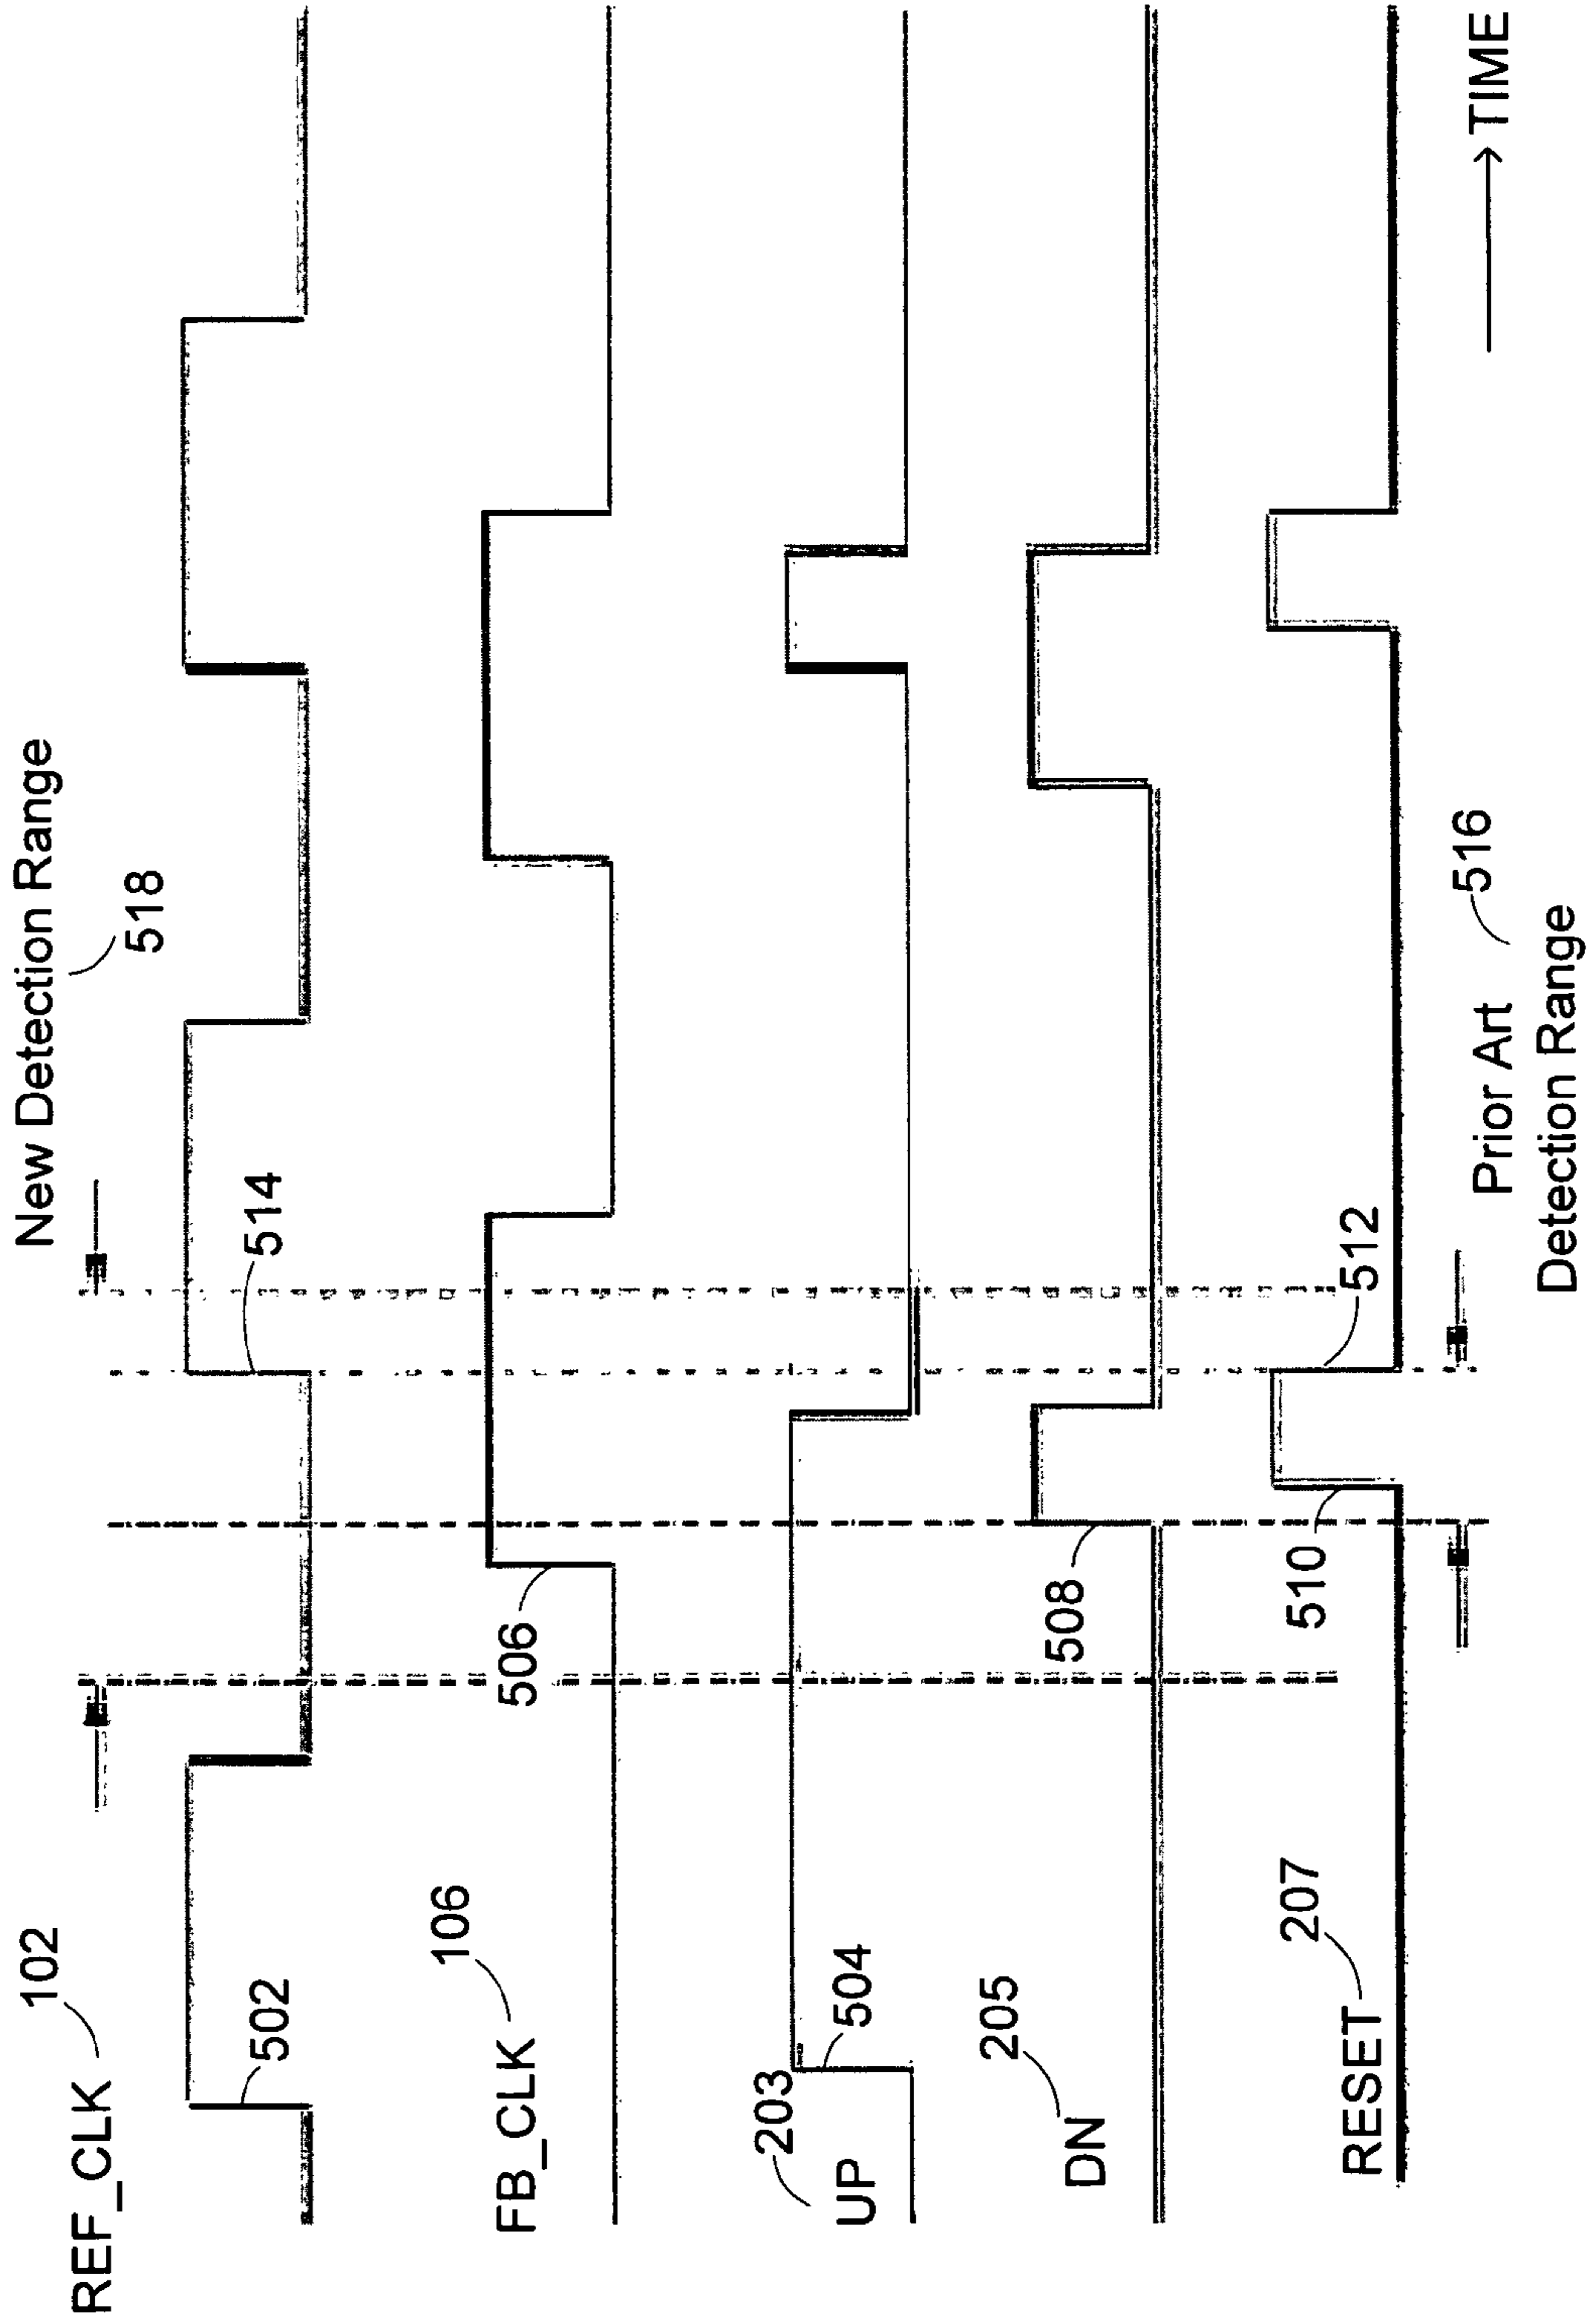 New Detection Range
518
102
REF_CLK
502
514
106
FB_CLK
506
203
UP
504
205
DN
508
207
RESET
510
512
Prior Art 516
Detection Range
TIME